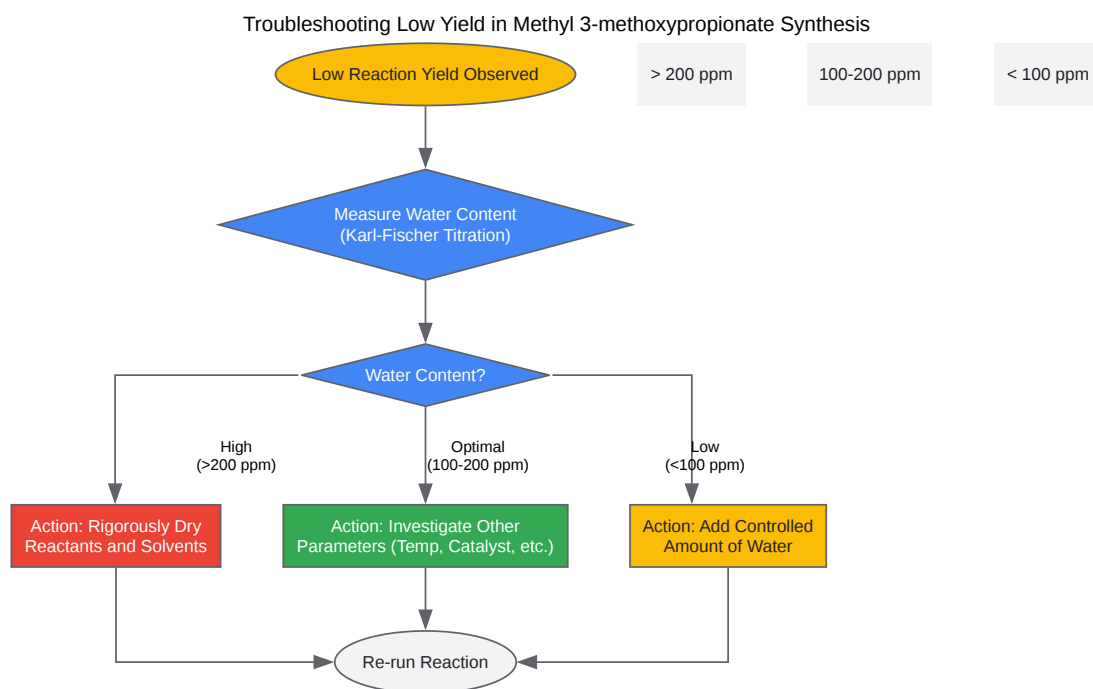 Troubleshooting Low Yield in Methyl 3-methoxypropionate Synthesis
Low Reaction Yield Observed
> 200 ppm
100-200 ppm
< 100 ppm
Measure Water Content
(Karl-Fischer Titration)
Water Content?
High
(>200 ppm)
Optimal
(100-200 ppm)
Low
(<100 ppm)
Action: Rigorously Dry
Reactants and Solvents
Action: Investigate Other
Parameters (Temp, Catalyst, etc.)
Action: Add Controlled
Amount of Water
Re-run Reaction